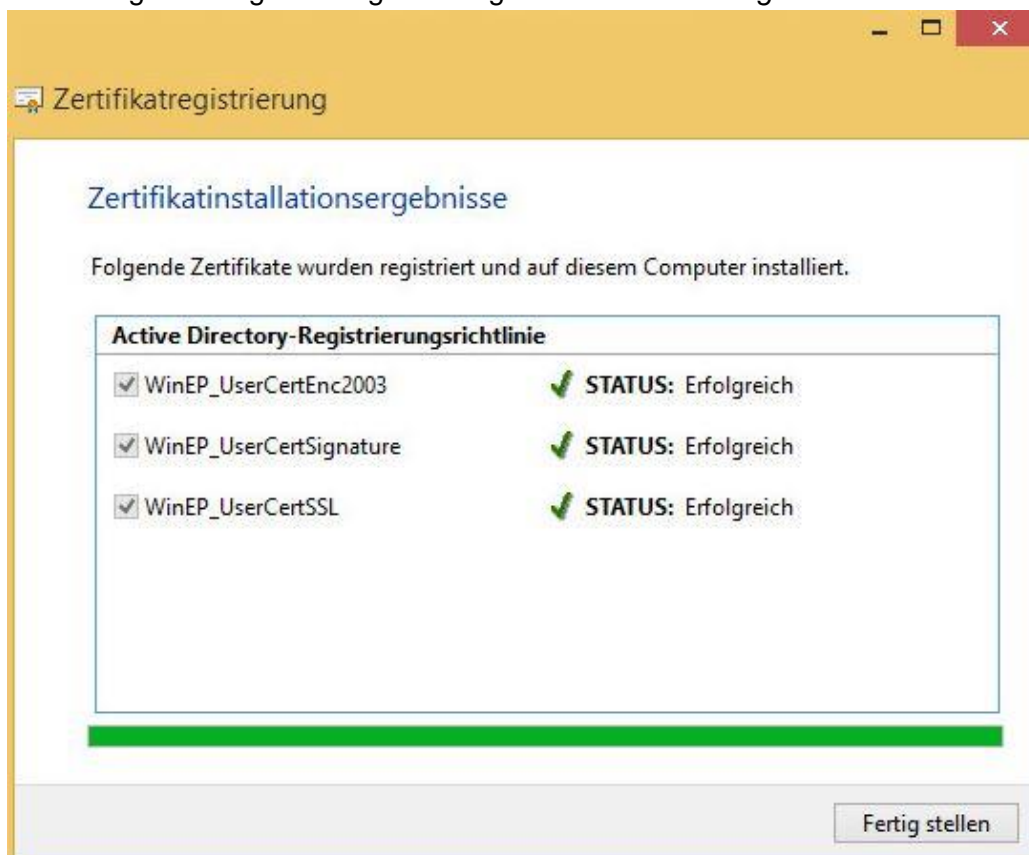 Zertifikatregistrierung
Zertifikatinstallationsergebnisse
Folgende Zertifikate wurden registriert und auf diesem Computer installiert.
Active Directory-Registrierungsrichtlinie
WinEP_UserCertEnc2003 STATUS: Erfolgreich
WinEP_UserCertSignature STATUS: Erfolgreich
WinEP_UserCertSSL STATUS: Erfolgreich
Fertig stellen